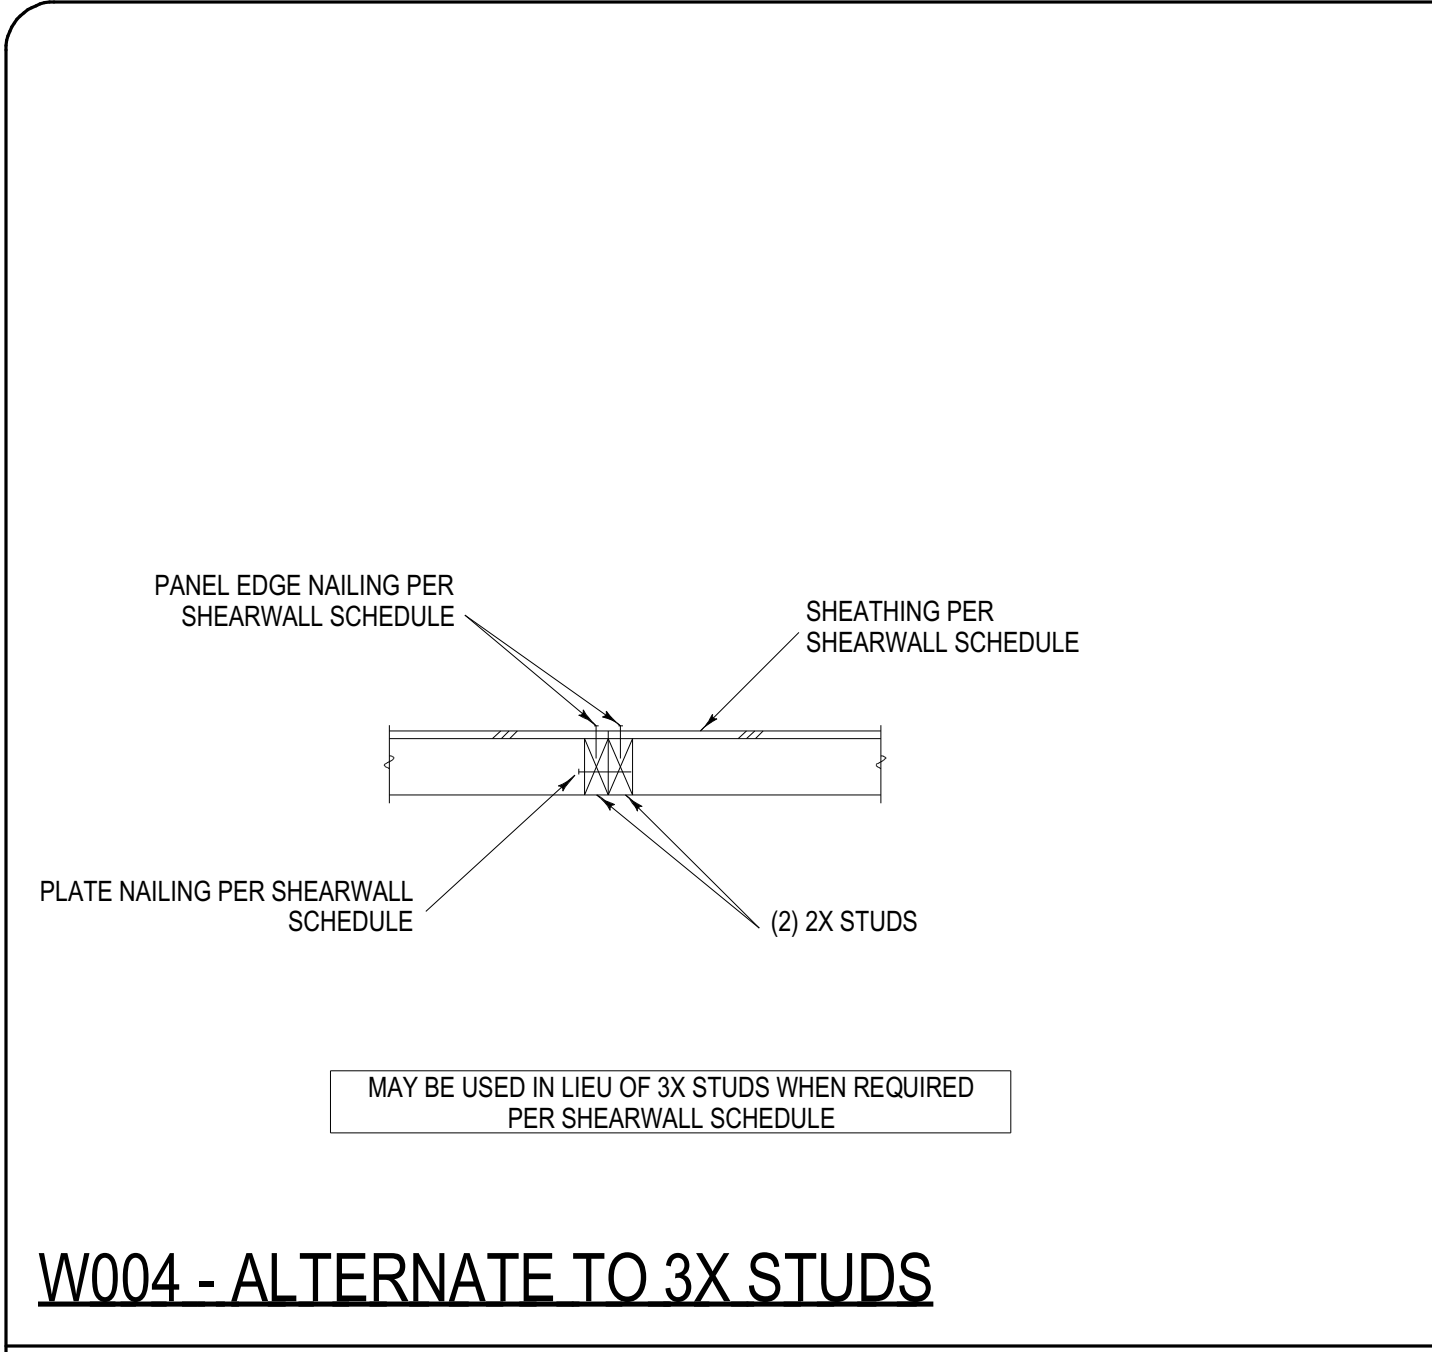 PANEL EDGE NAILING PER
SHEARWALL SCHEDULE
SHEATHING PER
SHEARWALL SCHEDULE
PLATE NAILING PER SHEARWALL
SCHEDULE
(2) 2X STUDS
MAY BE USED IN LIEU OF 3X STUDS WHEN REQUIRED
PER SHEARWALL SCHEDULE
W004 - ALTERNATE TO 3X STUDS